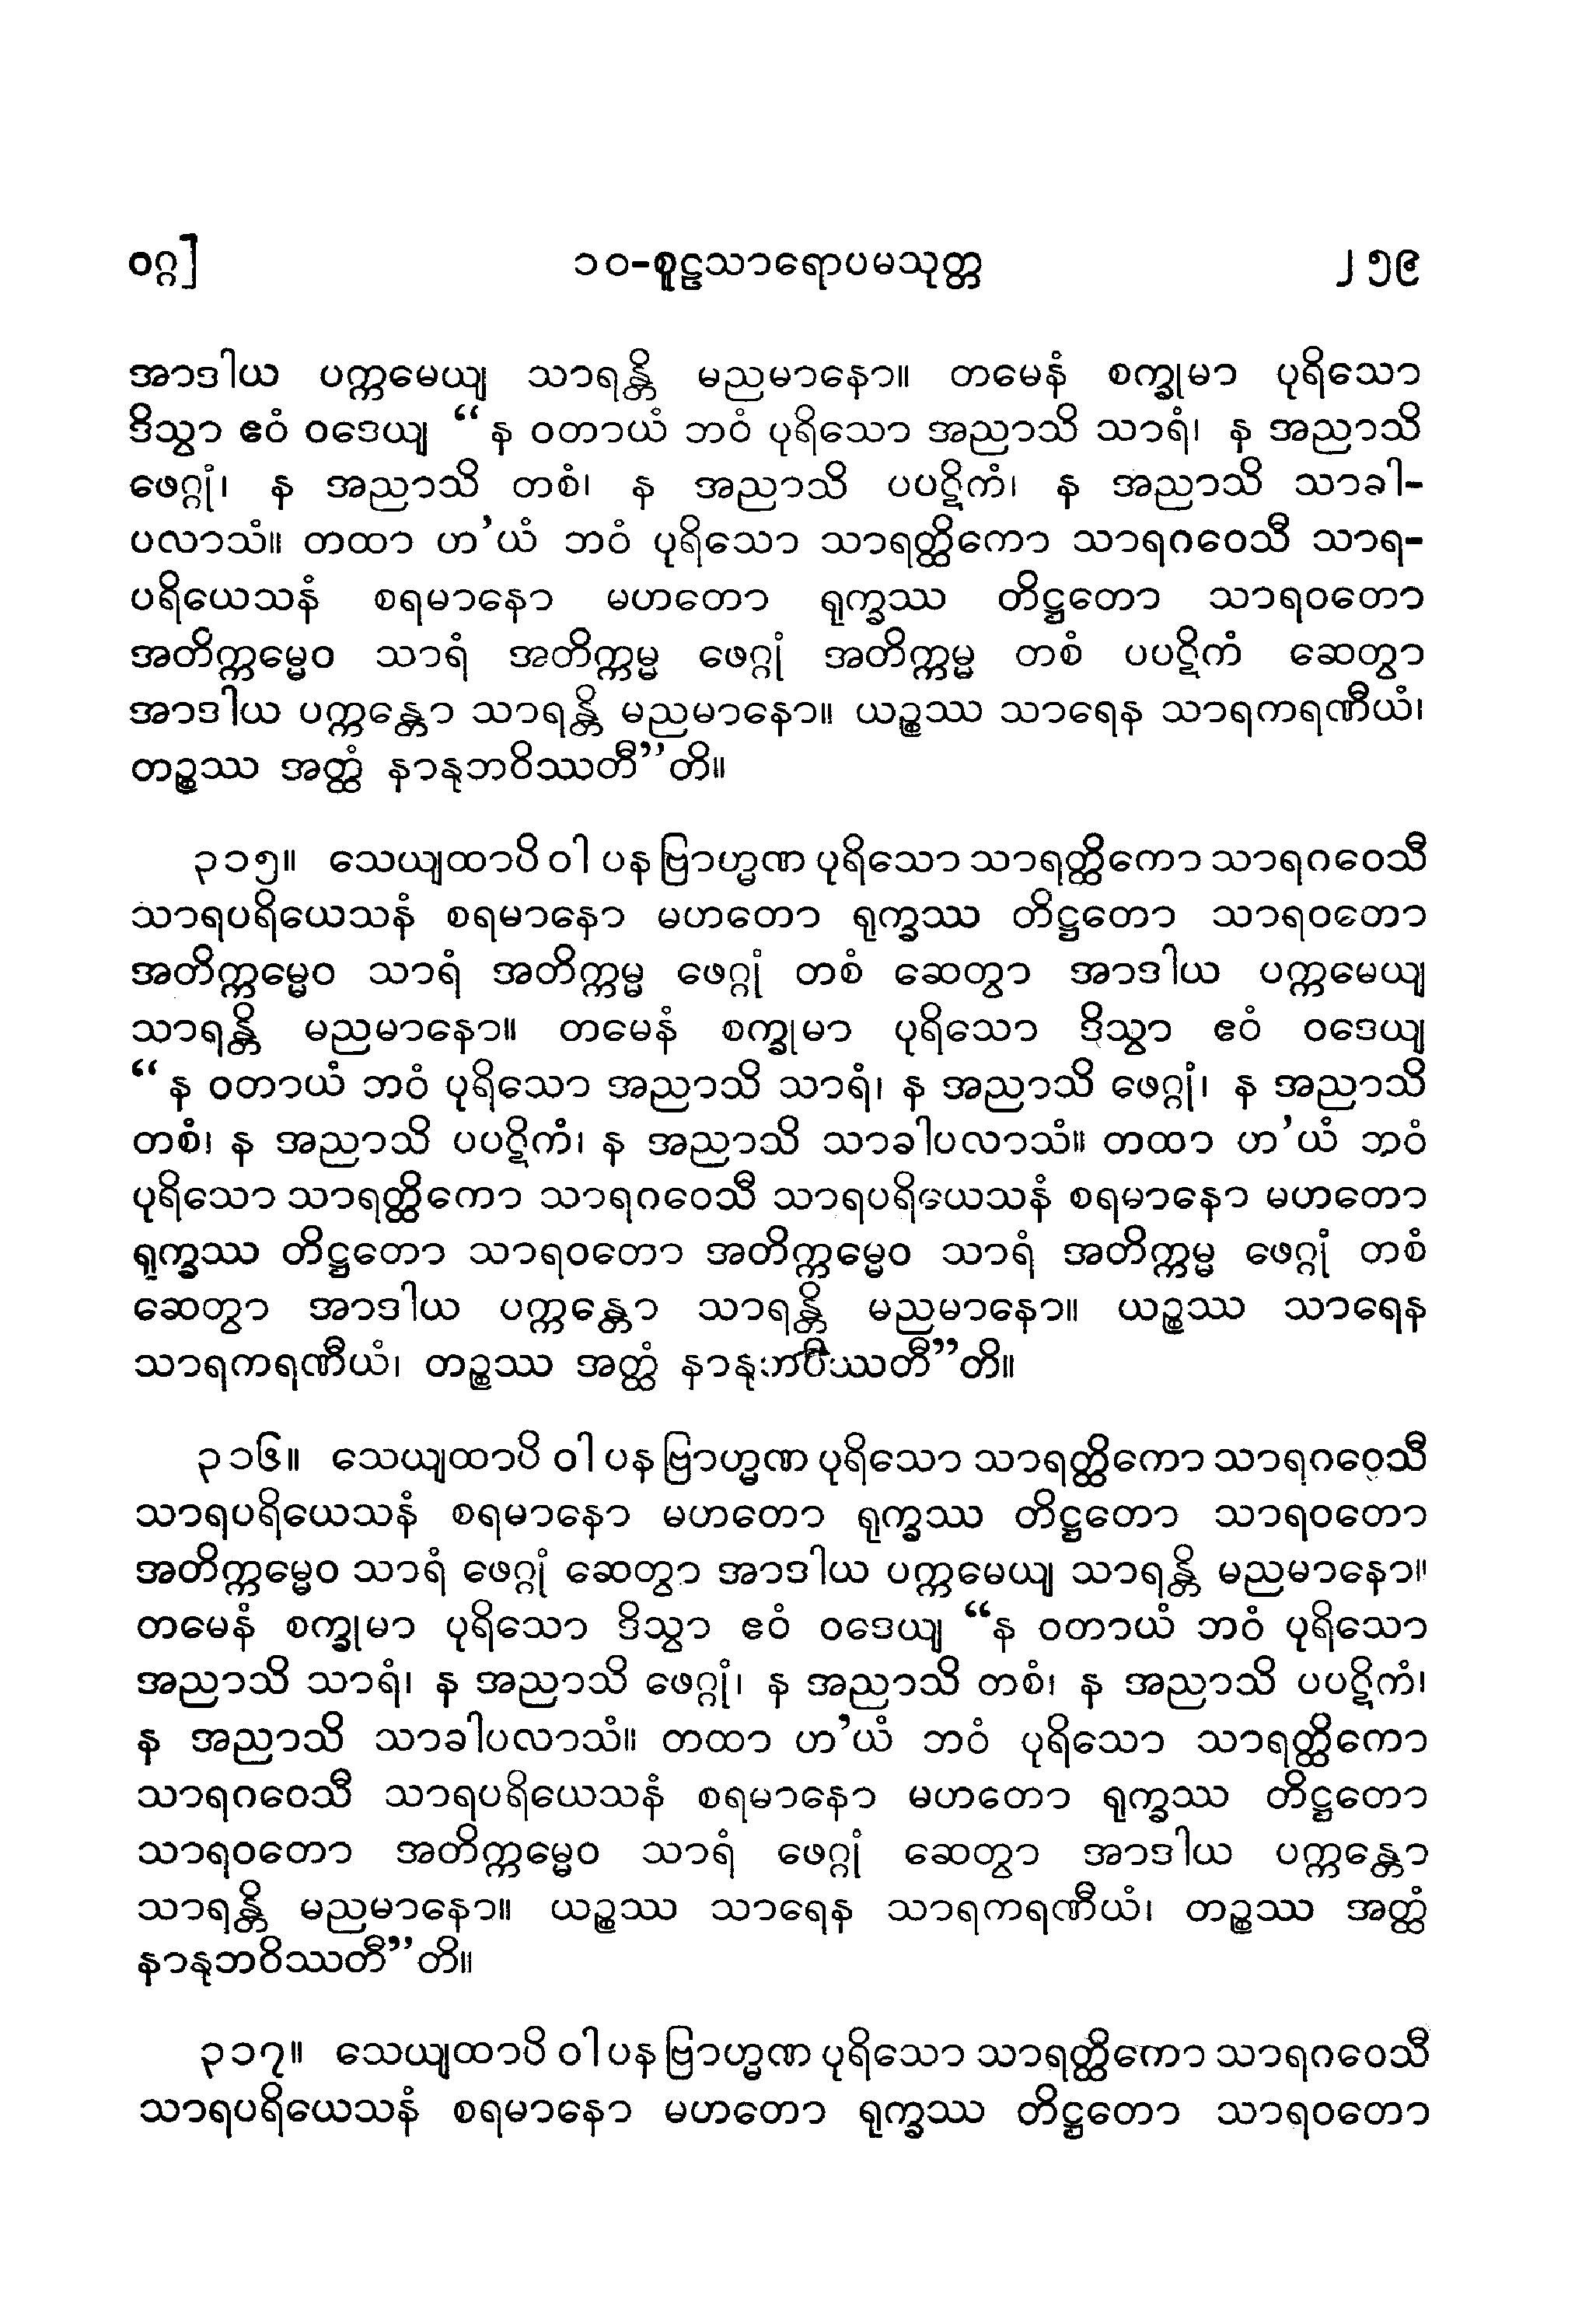 ဝဂ္ဂ]
၁၀-စူဠသာရောပမသုတ္တ
၂၅၉
အာဒါယ ပက္ကမေယျ သာရန္တိ မညမာနော။ တမေနံ စက္ခုမာ ပုရိသော
ဒိသွာ ဧဝံ ဝဒေယျ “န ဝတာယံ ဘဝံ ပုရိသော အညာသိ သာရံ၊ န အညာသိ
ဖေဂ္ဂုံ၊ န အညာသိ တစံ၊ န အညာသိ ပပဋိကံ၊ န အညာသိ သာခါ-
ပလာသံ။ တထာ ဟ’ယံ ဘဝံ ပုရိသော သာရတ္ထိကော သာရဂဝေသီ သာရ-
ပရိယေသနံ စရမာနော မဟတော ရုက္ခဿ တိဋ္ဌတော သာရဝတော
အတိက္ကမ္မေဝ သာရံ အတိက္ကမ္မ ဖေဂ္ဂုံ အတိက္ကမ္မ တစံ ပပဋိကံ ဆေတွာ
အာဒါယ ပက္ကန္တော သာရန္တိ မညမာနော။ ယဉ္စဿ သာရေန သာရကရဏီယံ၊
တဉ္စဿ အတ္ထံ နာနုဘဝိဿတီ”တိ။
၃၁၅။ သေယျထာပိ ဝါ ပန ဗြာဟ္မဏ ပုရိသော သာရတ္ထိကော သာရဂဝေသီ
သာရပရိယေသနံ စရမာနော မဟတော ရုက္ခဿ တိဋ္ဌတော သာရဝတော
အတိက္ကမ္မေဝ သာရံ အတိက္ကမ္မ ဖေဂ္ဂုံ တစံ ဆေတွာ အာဒါယ ပက္ကမေယျ
သာရန္တိ မညမာနော။ တမေနံ စက္ခုမာ ပုရိသော ဒိသွာ ဧဝံ ဝဒေယျ
“န ဝတာယံ ဘဝံ ပုရိသော အညာသိ သာရံ၊ န အညာသိ ဖေဂ္ဂုံ၊ န အညာသိ
တစံ၊ န အညာသိ ပပဋိကံ၊ န အညာသိ သာခါပလာသံ။ တထာ ဟ’ယံ ဘဝံ
ပုရိသော သာရတ္ထိကော သာရဂဝေသီ သာရပရိယေသနံ စရမာနော မဟတော
ရုက္ခဿ တိဋ္ဌတော သာရဝတော အတိက္ကမ္မေဝ သာရံ အတိက္ကမ္မ ဖေဂ္ဂုံ တစံ
ဆေတွာ အာဒါယ ပက္ကန္တော သာရန္တိ မညမာနော။ ယဉ္စဿ သာရေန
သာရကရဏီယံ၊ တဉ္စဿ အတ္ထံ နာနုဘဝိဿတီ”တိ။
၃၁၆။ သေယျထာပိ ဝါ ပန ဗြာဟ္မဏ ပုရိသော သာရတ္ထိကော သာရဂဝေသီ
သာရပရိယေသနံ စရမာနော မဟတော ရုက္ခဿ တိဋ္ဌတော သာရဝတော
အတိက္ကမ္မေဝ သာရံ ဖေဂ္ဂုံ ဆေတွာ အာဒါယ ပက္ကမေယျ သာရန္တိ မညမာနော။
တမေနံ စက္ခုမာ ပုရိသော ဒိသွာ ဧဝံ ဝဒေယျ “န ဝတာယံ ဘဝံ ပုရိသော
အညာသိ သာရံ၊ န အညာသိ ဖေဂ္ဂုံ၊ န အညာသိ တစံ၊ န အညာသိ ပပဋိကံ၊
န အညာသိ သာခါပလာသံ။ တထာ ဟ’ယံ ဘဝံ ပုရိသော သာရတ္ထိကော
သာရဂဝေသီ သာရပရိယေသနံ စရမာနော မဟတော ရုက္ခဿ တိဋ္ဌတော
သာရဝတော အတိက္ကမ္မေဝ သာရံ ဖေဂ္ဂုံ ဆေတွာ အာဒါယ ပက္ကန္တော
သာရန္တိ မညမာနော။ ယဉ္စဿ သာရေန သာရကရဏီယံ၊ တဉ္စဿ အတ္ထံ
နာနုဘဝိဿတီ”တိ။
၃၁၇။ သေယျထာပိ ဝါ ပန ဗြာဟ္မဏ ပုရိသော သာရတ္ထိကော သာရဂဝေသီ
သာရပရိယေသနံ စရမာနော မဟတော ရုက္ခဿ တိဋ္ဌတော သာရဝတော